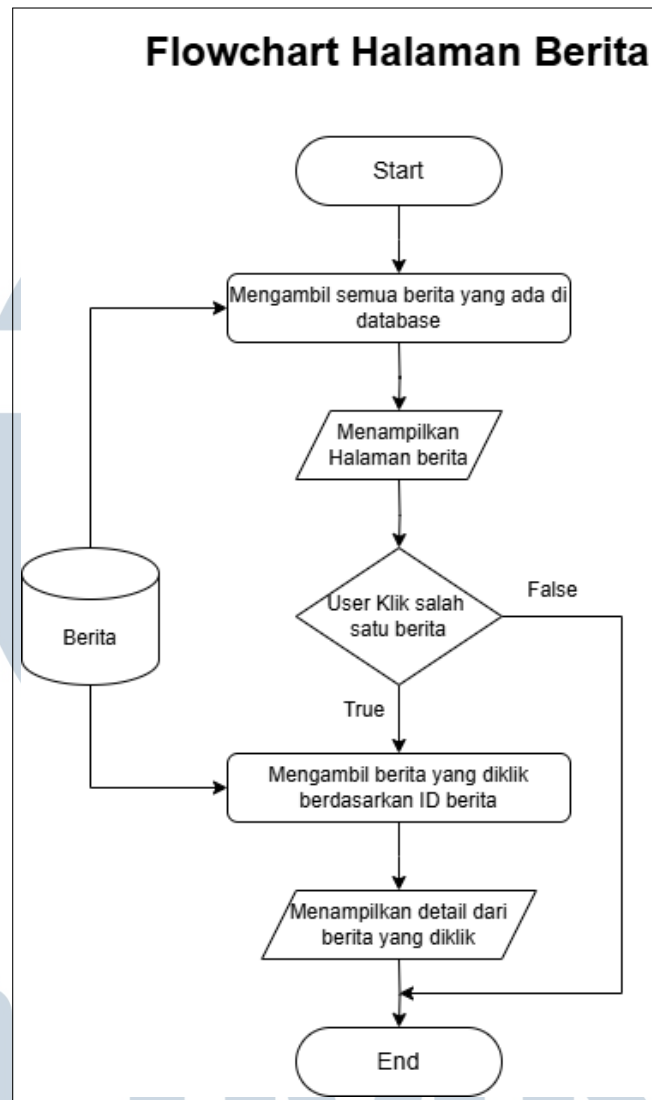 Flowchart Halaman Berita
Start
Mengambil semua berita yang ada di
database
Menampilkan
Halaman berita
User Klik salah
satu berita
False
Berita
True
Mengambil berita yang diklik
berdasarkan ID berita
Menampilkan detail dari
berita yang diklik
End